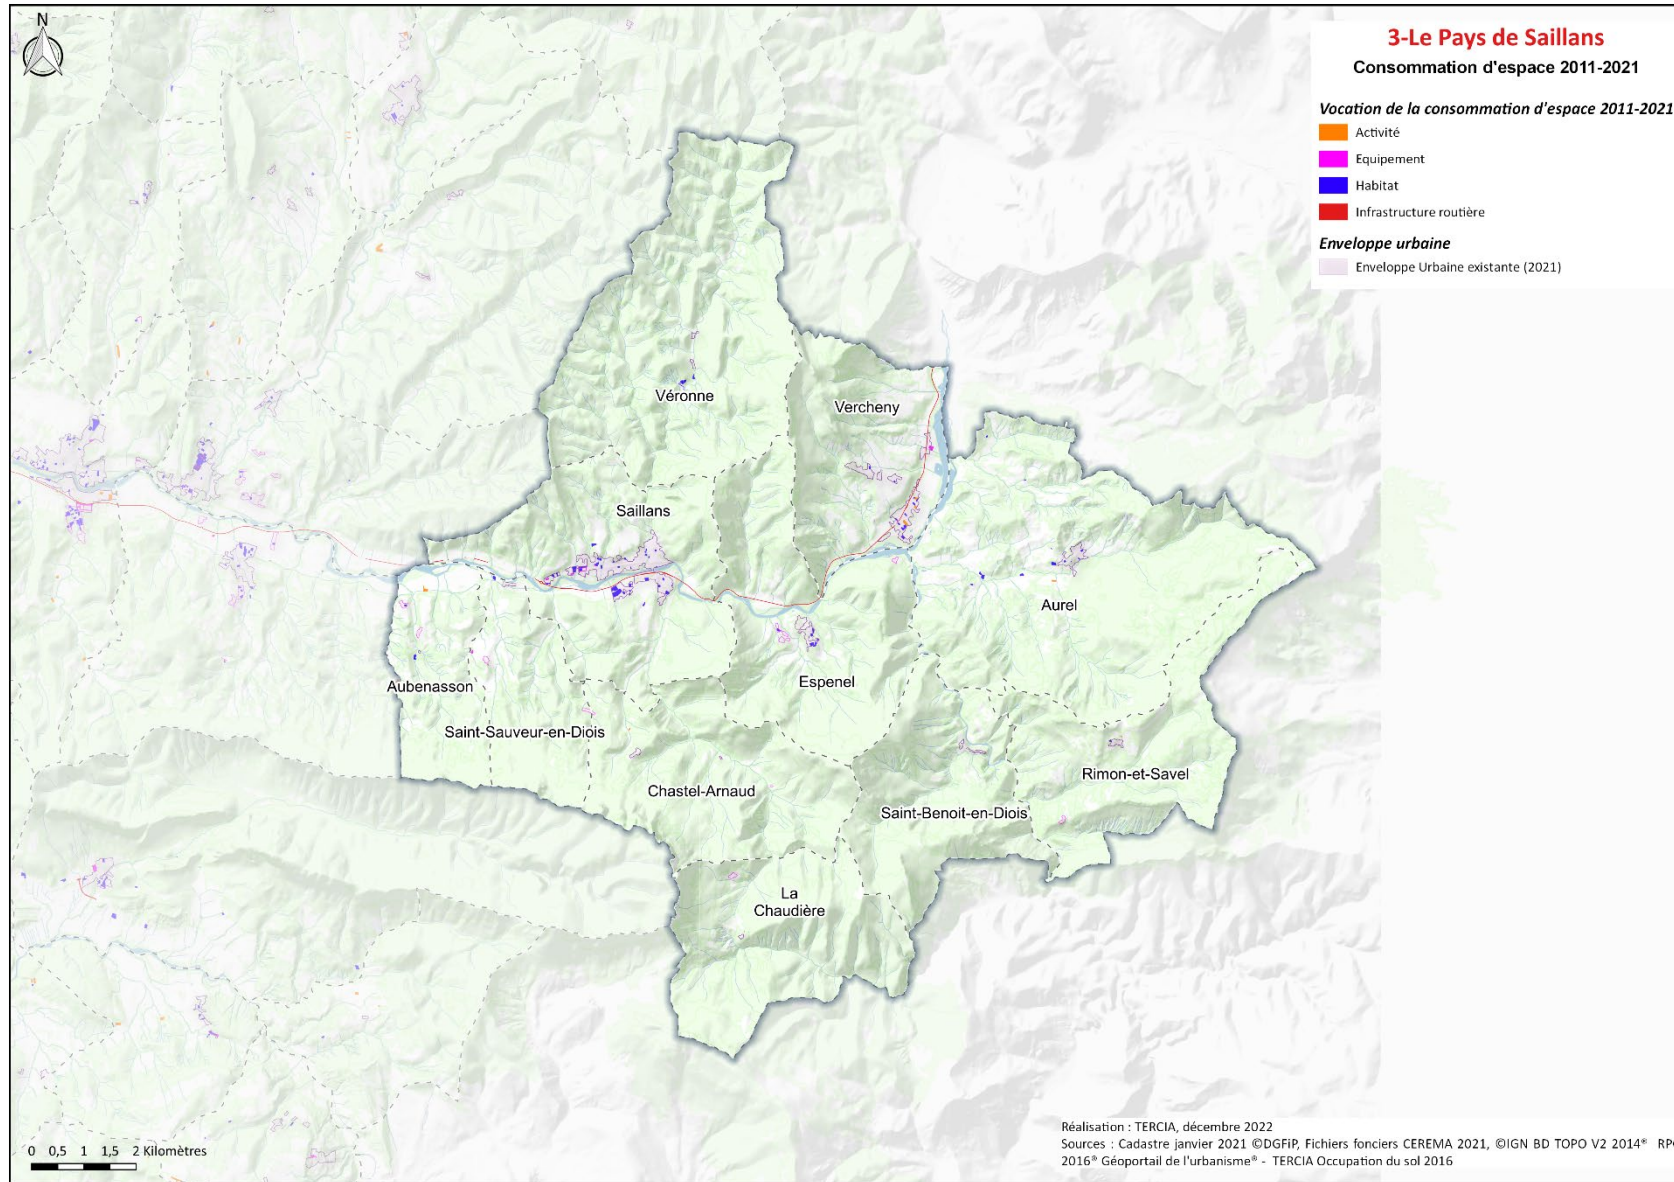 N
3-Le Pays de Saillans
Consommation d'espace 2011-2021
Vocation de la consommation d'espace 2011-2021
Activité
Equipement
Habitat
Infrastructure routière
Enveloppe urbaine
Enveloppe Urbaine existante (2021)
Véronne
Vercheny
Saillans
Aurel
Aubenasson
Espenel
Saint-Sauveur-en-Diois
Chastel-Arnaud
Rimon-et-Savel
Saint-Benoit-en-Diois
La
Chaudière
0 0,5 1 1,5 2 Kilomètres
Réalisation : TERCIA, décembre 2022
Sources : Cadastre janvier 2021 ©DGFiP, Fichiers fonciers CEREMA 2021, ©IGN BD TOPO V2 2014® RPG
2016® Géoportail de l'urbanisme® - TERCIA Occupation du sol 2016